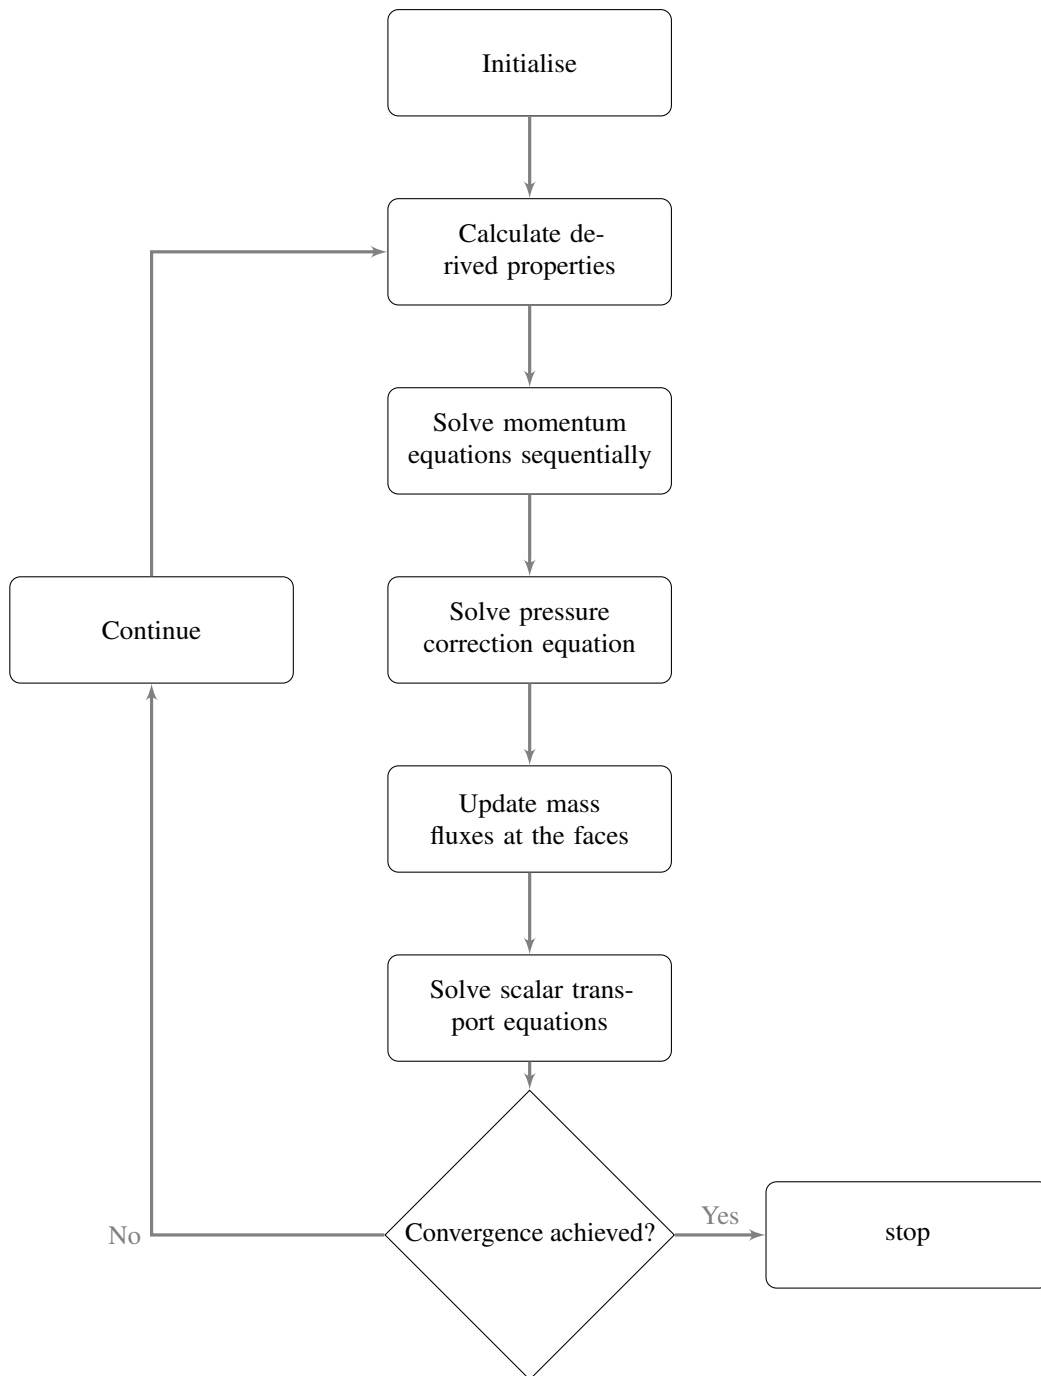 Initialise
Calculate de-
rived properties
Solve momentum
equations sequentially
Solve pressure
correction equation
Continue
Update mass
fluxes at the faces
Solve scalar trans-
port equations
Convergence achieved?
No
Yes
stop